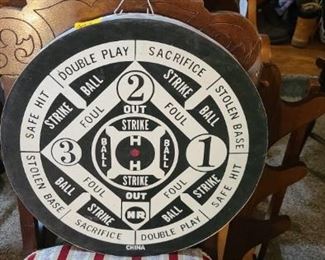 DOUBLE PLAY
SACRIFICE
SAFE HIT
STOLEN BASE
STRIKE
BALL
BALL
STRIKE
2
FOUL
OUT
FOUL
STRIKE
H
BALL
BALL
3
1
H
STRIKE
FOUL
OUT
FOUL
HR
BALL
STRIKE
STRIKE
BALL
STOLEN BASE
SAFE HIT
SACRIFICE
DOUBLE PLAY
CHINA